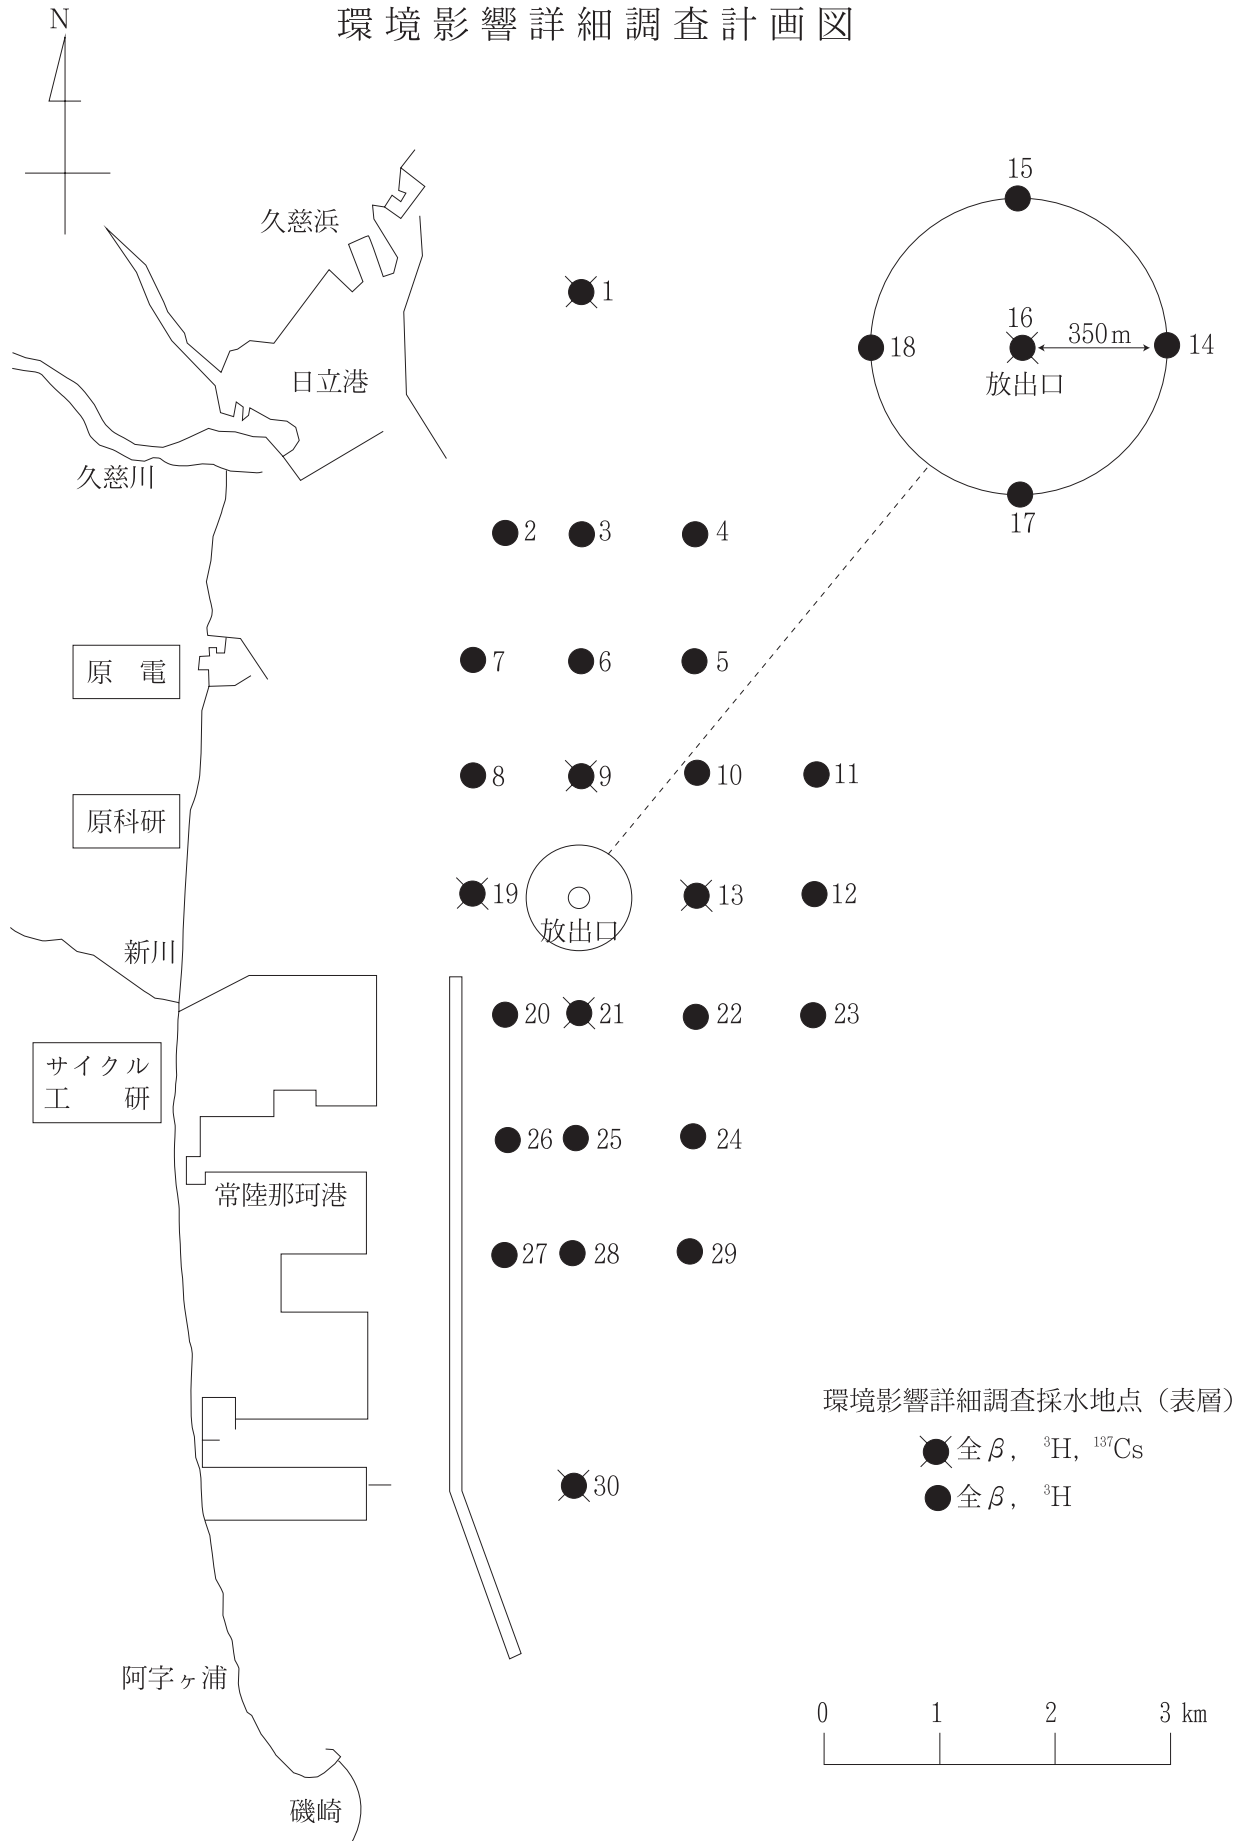 環境影響詳細調査計画図
N
15
久慈浜
1
16
350m
14
18
放出口
日立港
久慈川
17
2
3
4
原 電
7
6
5
8
9
10
11
原科研
19
13
12
放出口
新川
20
21
22
23
サイクル
工 研
26
25
24
常陸那珂港
27
28
29
環境影響詳細調査採水地点（表層）
全β, ³H, ¹³⁷Cs
30
全β, ³H
阿字ヶ浦
0 1 2 3 km
磯崎